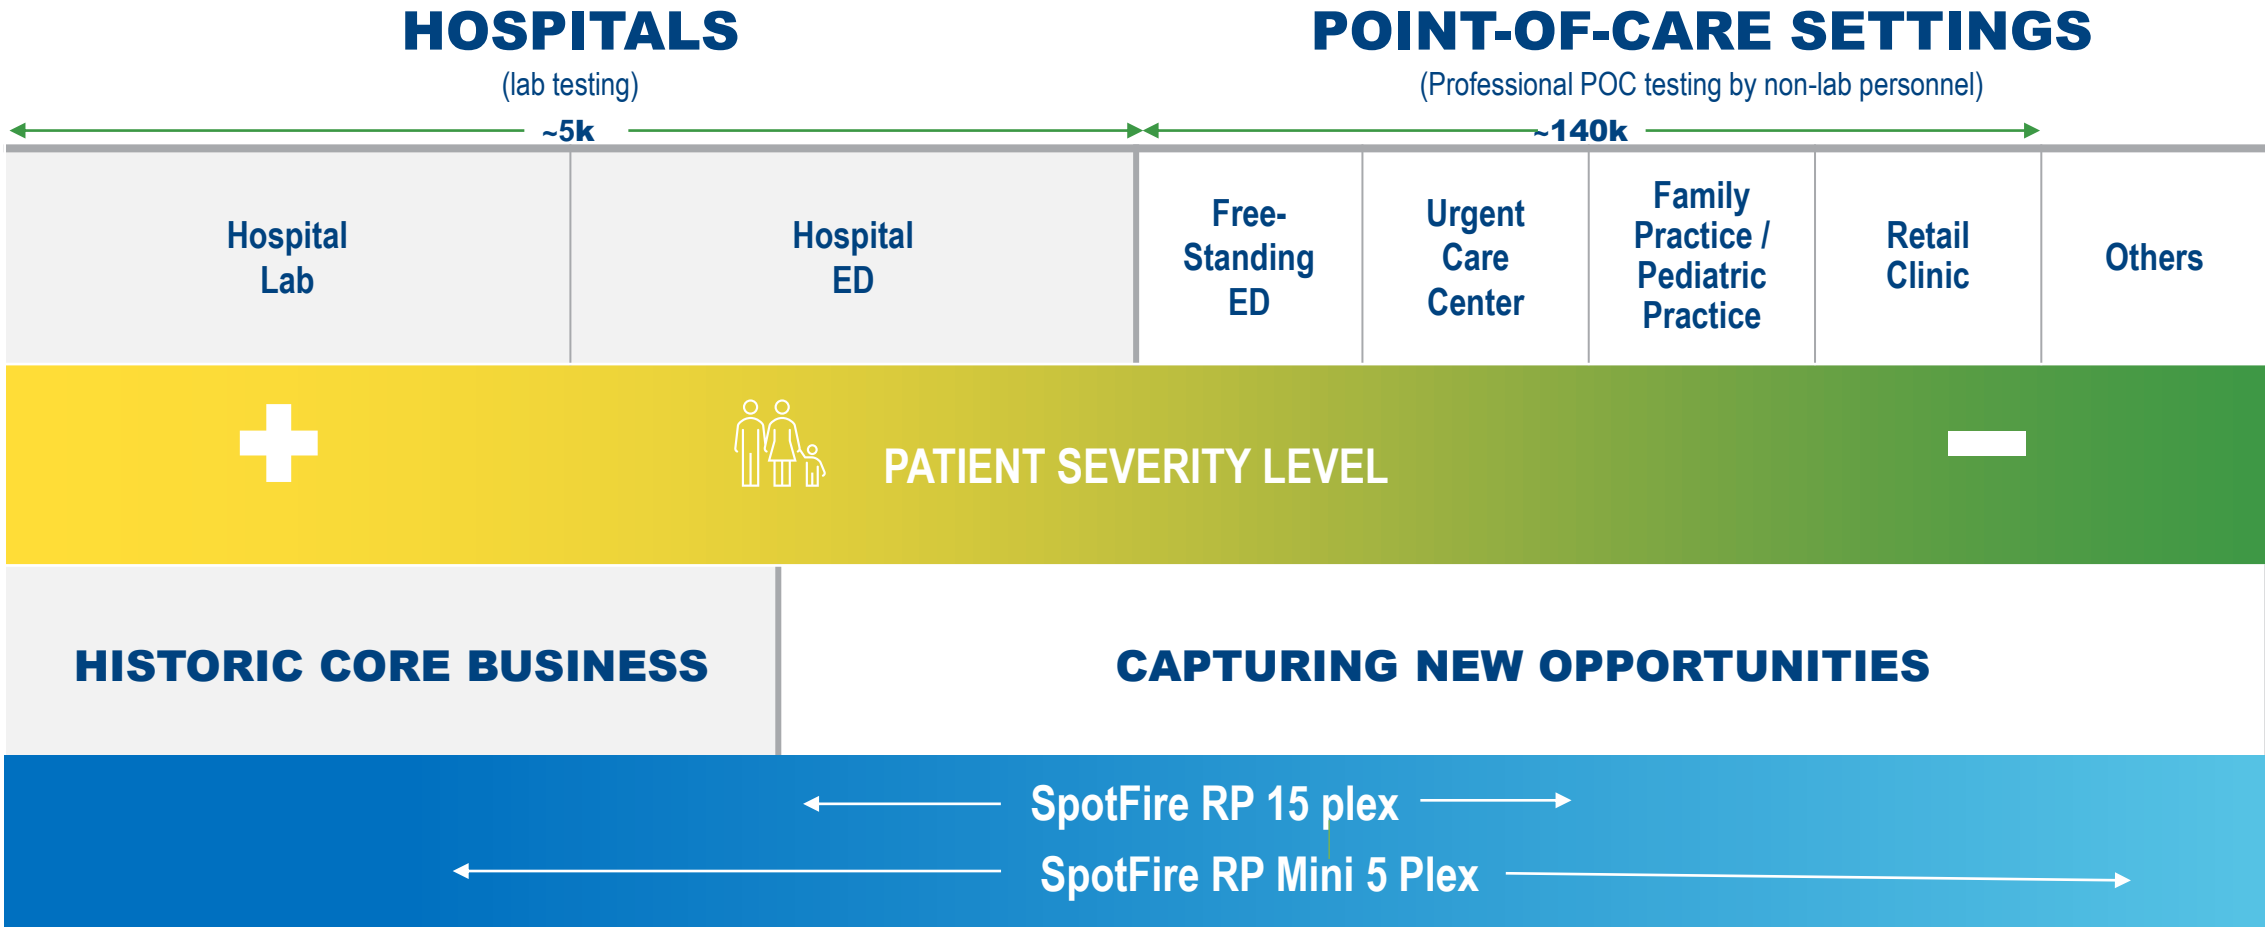 HOSPITALS
(lab testing)
~5k
POINT-OF-CARE SETTINGS
(Professional POC testing by non-lab personnel)
~140k
Hospital
Lab
Hospital
ED
Free-
Standing
ED
Urgent
Care
Center
Family
Practice /
Pediatric
Practice
Retail
Clinic
Others
PATIENT SEVERITY LEVEL
HISTORIC CORE BUSINESS
CAPTURING NEW OPPORTUNITIES
SpotFire RP 15 plex
SpotFire RP Mini 5 Plex